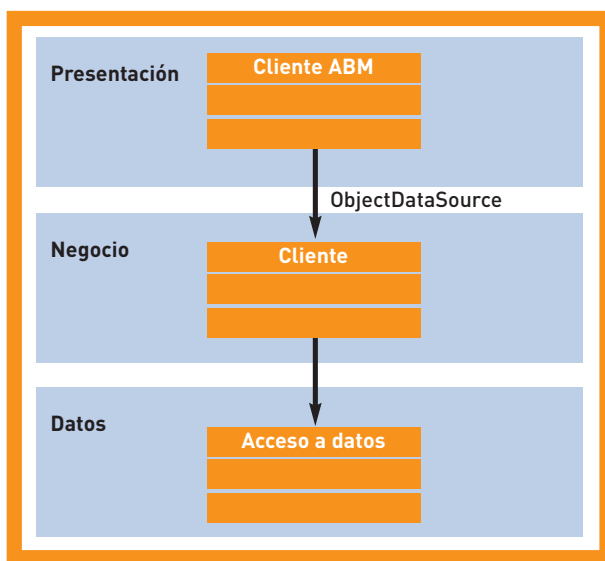 Presentación
Cliente ABM
ObjectDataSource
Negocio
Cliente
Datos
Acceso a datos